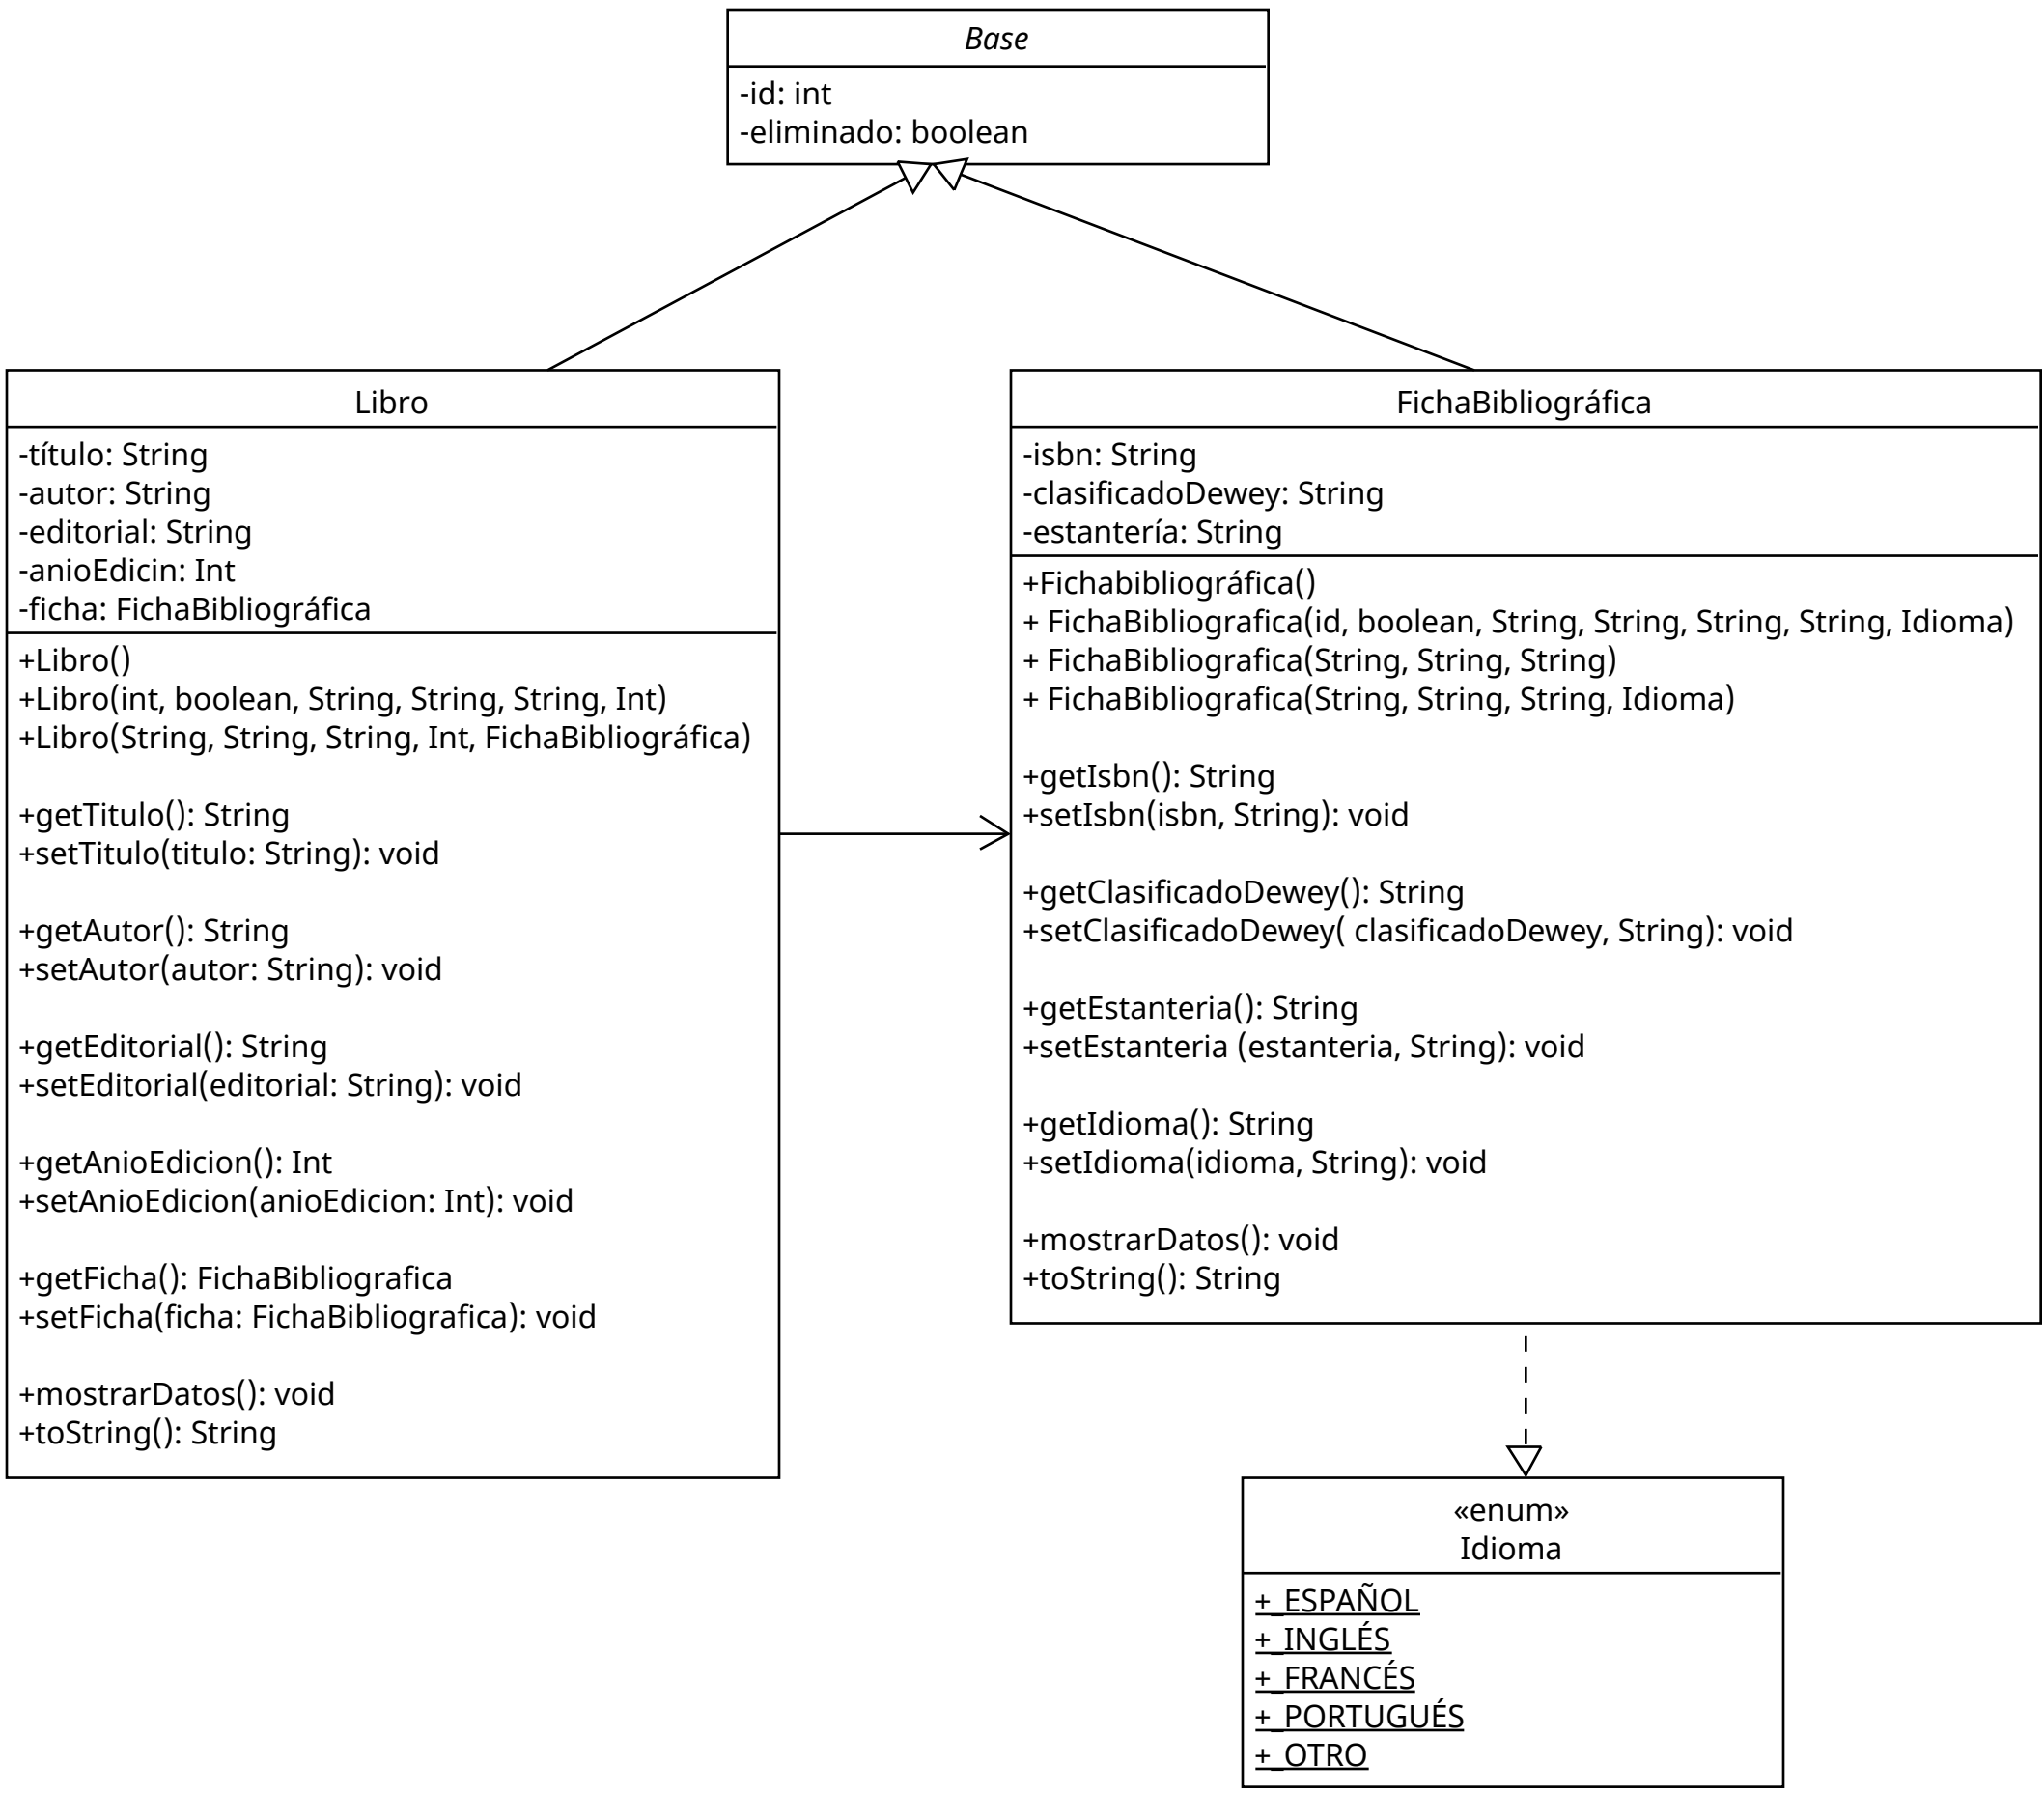 Base
-id: int
-eliminado: boolean
Libro
-título: String
-autor: String
-editorial: String
-anioEdicin: Int
-ficha: FichaBibliográfica
+Libro()
+Libro(int, boolean, String, String, String, Int)
+Libro(String, String, String, Int, FichaBibliográfica)
+getTitulo(): String
+setTitulo(titulo: String): void
+getAutor(): String
+setAutor(autor: String): void
+getEditorial(): String
+setEditorial(editorial: String): void
+getAnioEdicion(): Int
+setAnioEdicion(anioEdicion: Int): void
+getFicha(): FichaBibliografica
+setFicha(ficha: FichaBibliografica): void
+mostrarDatos(): void
+toString(): String
FichaBibliográfica
-isbn: String
-clasificadoDewey: String
-estantería: String
+Fichabibliográfica()
+ FichaBibliografica(id, boolean, String, String, String, String, Idioma)
+ FichaBibliografica(String, String, String)
+ FichaBibliografica(String, String, String, Idioma)
+getIsbn(): String
+setIsbn(isbn, String): void
+getClasificadoDewey(): String
+setClasificadoDewey( clasificadoDewey, String): void
+getEstanteria(): String
+setEstanteria (estanteria, String): void
+getIdioma(): String
+setIdioma(idioma, String): void
+mostrarDatos(): void
+toString(): String
«enum»
Idioma
+_ESPAÑOL
+_INGLÉS
+_FRANCÉS
+_PORTUGUÉS
+_OTRO